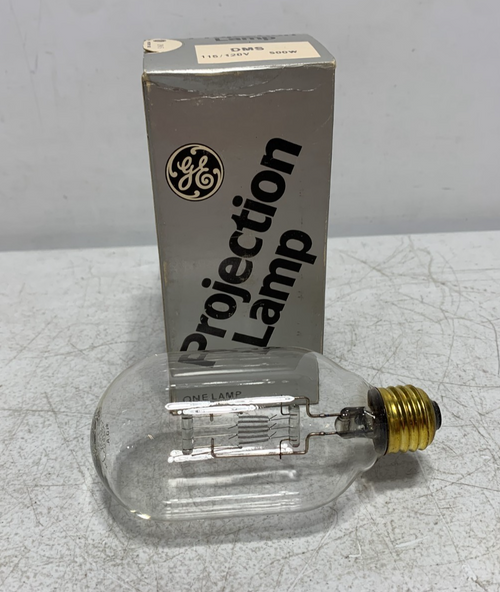 Lamp
DMS
115/120V 500W
GE
Projection
Lamp
ONE LAMP